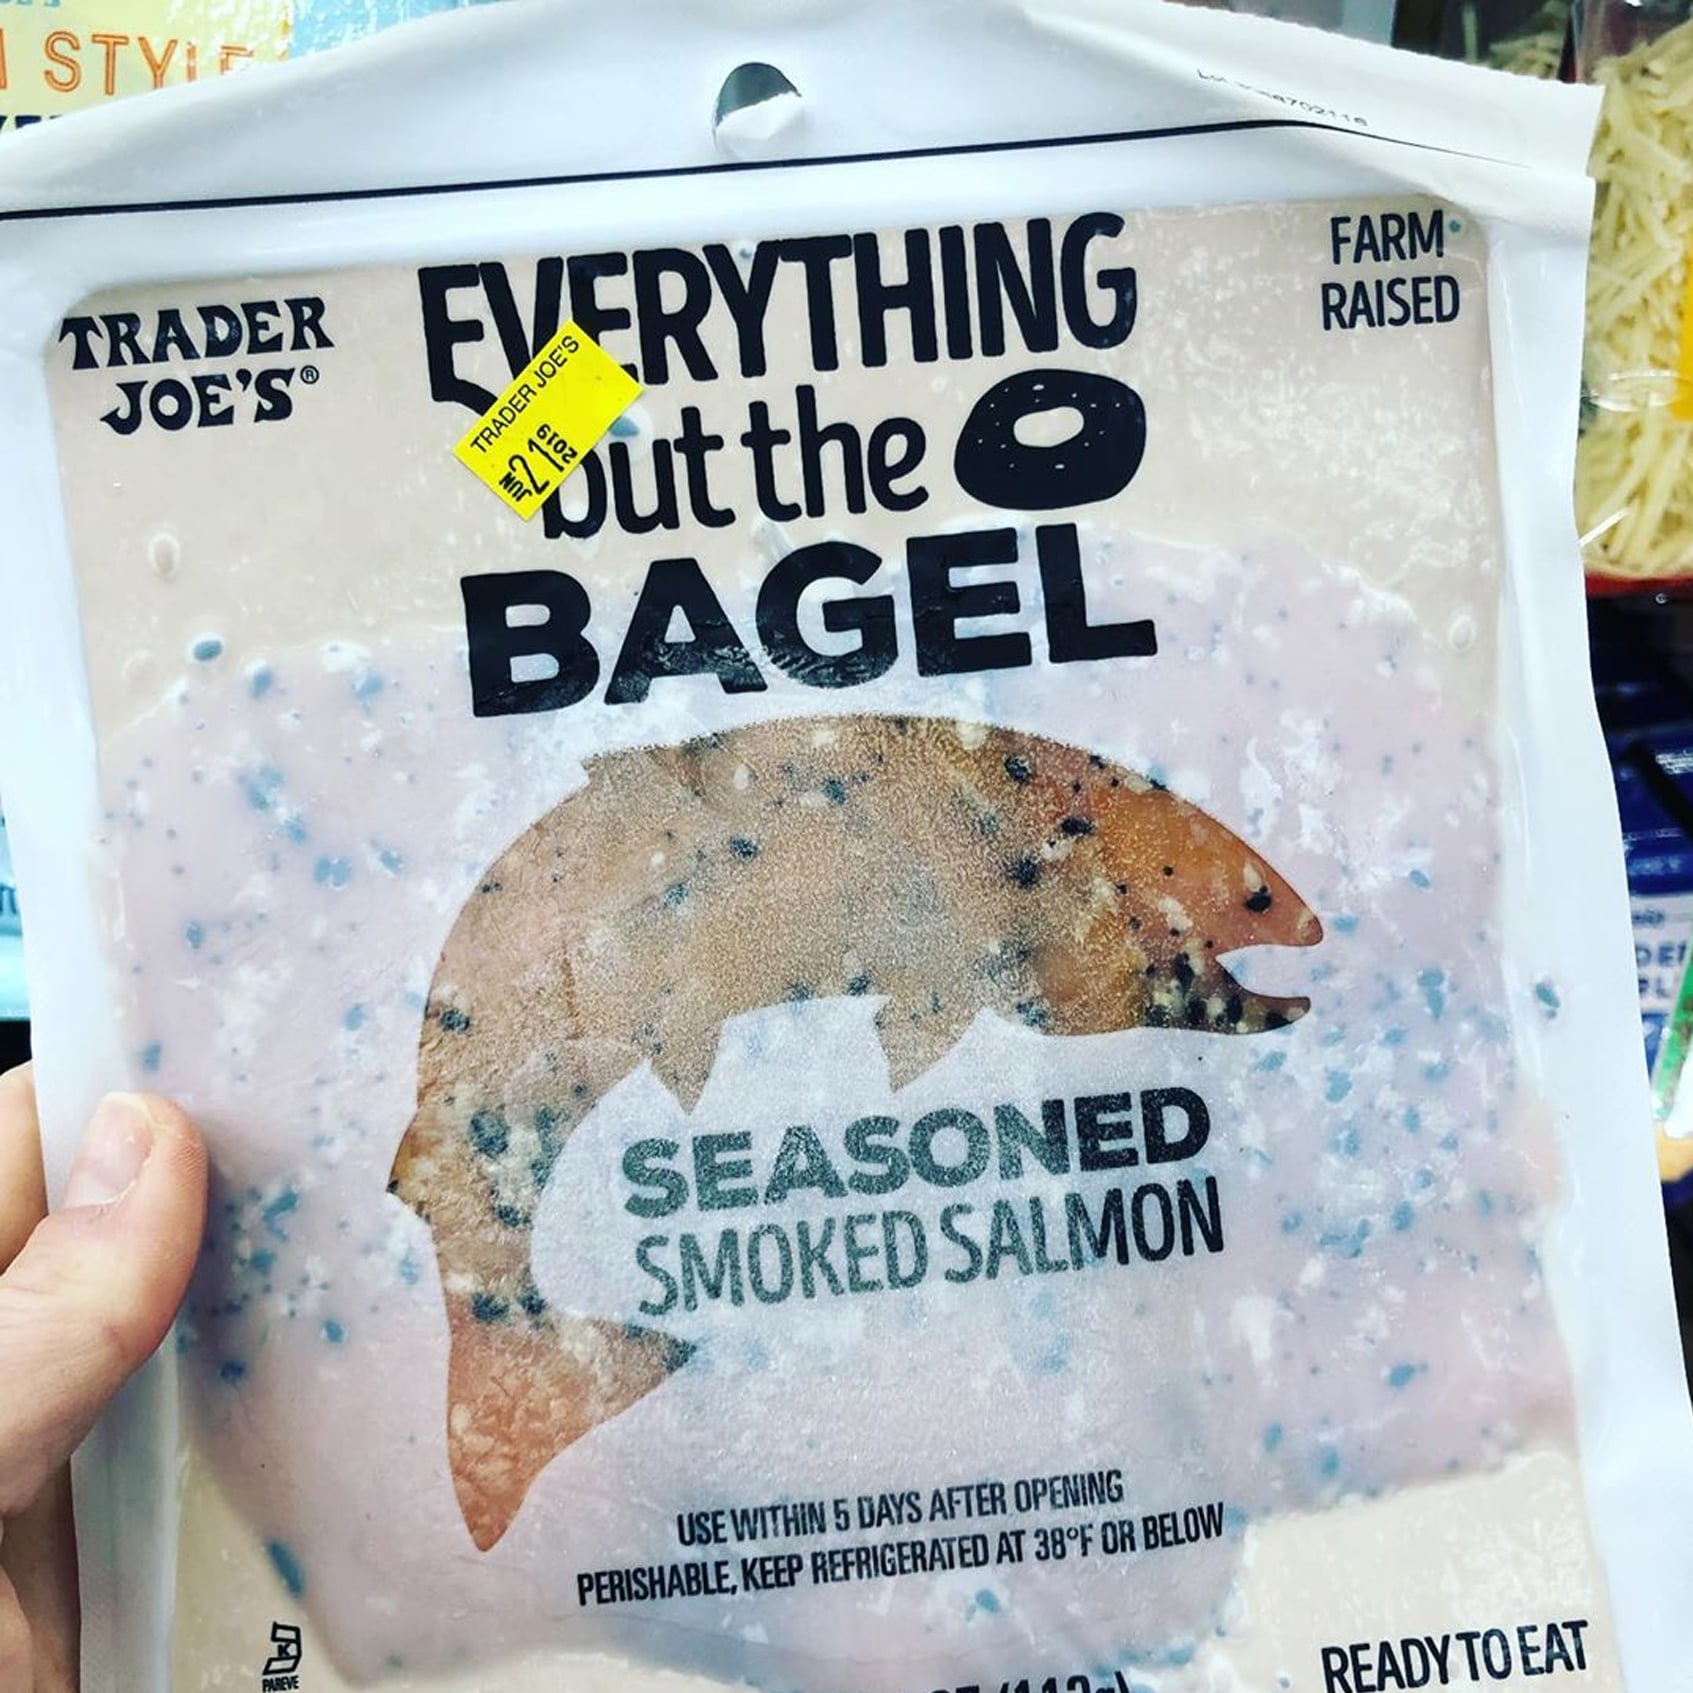 STYLE
TRADER
JOE'S®
EVERYTHING
but the
BAGEL
FARM
RAISED
TRADER JOE'S
JUN 21 2019
SEASONED
SMOKED SALMON
USE WITHIN 5 DAYS AFTER OPENING
PERISHABLE, KEEP REFRIGERATED AT 38°F OR BELOW
K
PAREVE
READY TO EAT